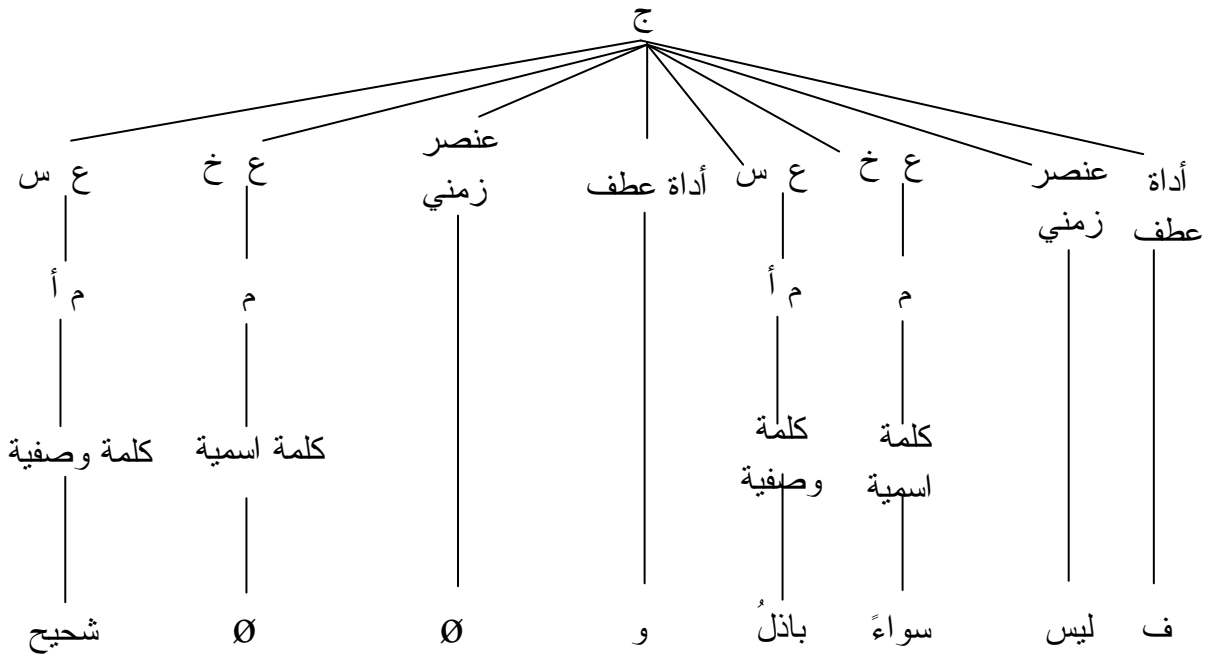 ج
أداة عطف
عنصر زمني
ع خ
ع س
أداة عطف
عنصر زمني
ع خ
ع س
م
م أ
م
م أ
كلمة اسمية
كلمة وصفية
كلمة اسمية
كلمة وصفية
ف ليس سواءً باذلُ و Ø Ø شحيح